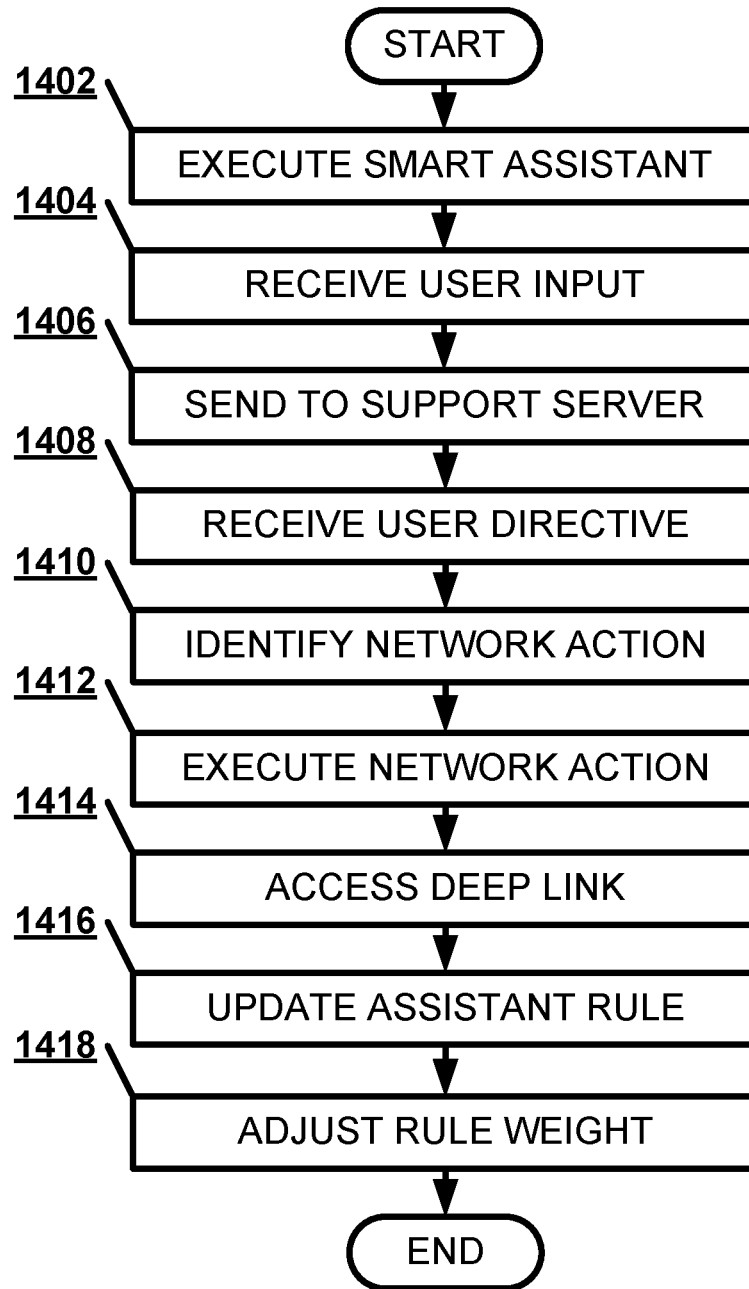 START
1402
EXECUTE SMART ASSISTANT
1404
RECEIVE USER INPUT
1406
SEND TO SUPPORT SERVER
1408
RECEIVE USER DIRECTIVE
1410
IDENTIFY NETWORK ACTION
1412
EXECUTE NETWORK ACTION
1414
ACCESS DEEP LINK
1416
UPDATE ASSISTANT RULE
1418
ADJUST RULE WEIGHT
END